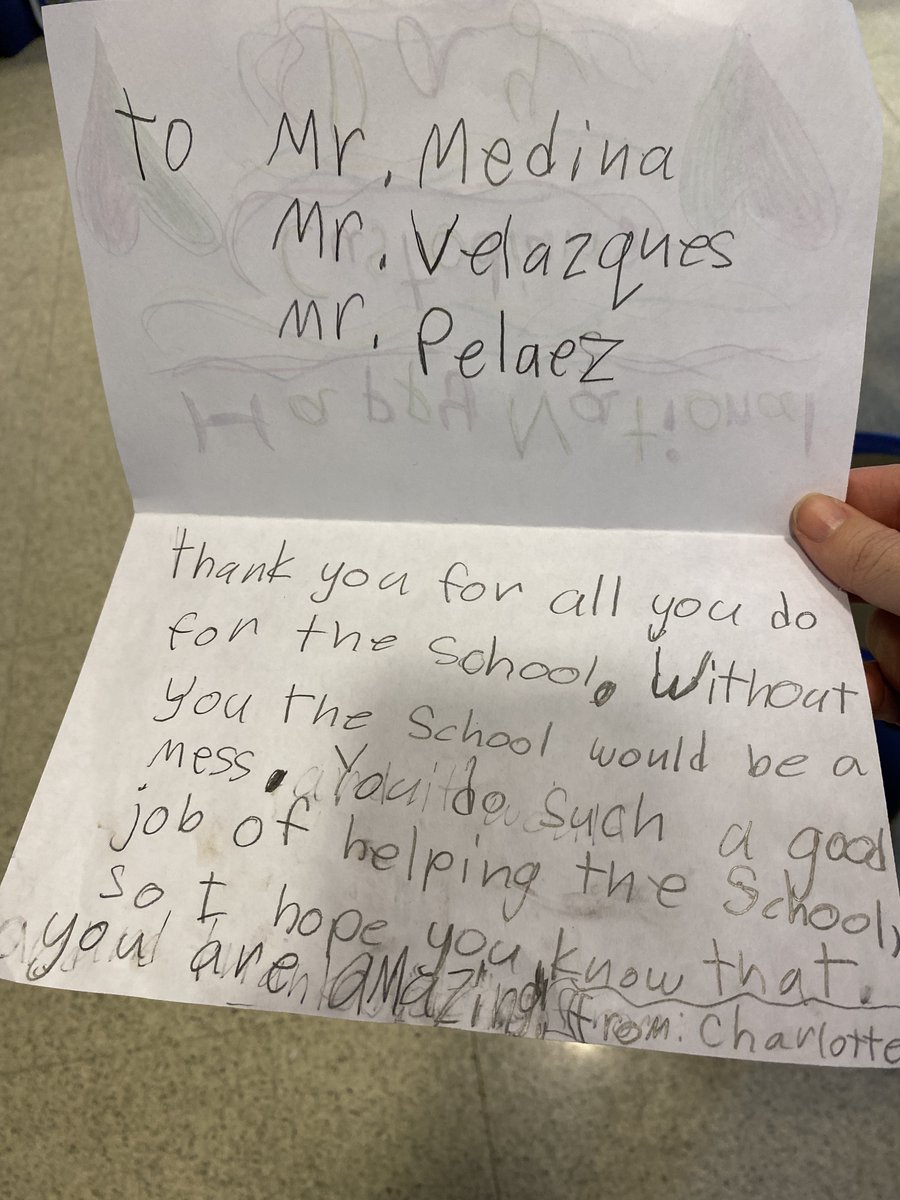 to Mr. Medina
Mr. Velazques
Mr. Pelaez
Happy National
thank you for all you do
for the School. Without
you the School would be a
mess. You do such a good
job of helping the School,
so I hope you know that.
you are amazing.
from: Charlotte